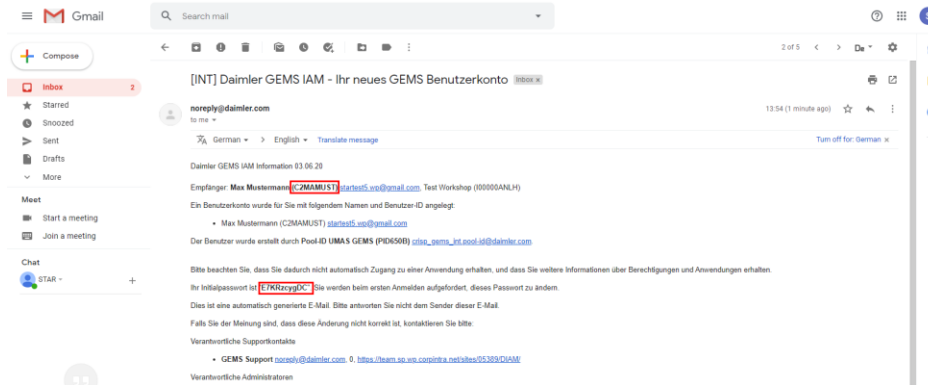 Gmail
Search mail
Compose
2 of 5
De
Inbox 2
Starred
Snoozed
Sent
Drafts
More
Meet
Start a meeting
Join a meeting
Chat
STAR
[INT] Daimler GEMS IAM - Ihr neues GEMS Benutzerkonto Inbox x
noreply@daimler.com
13:54 (1 minute ago)
to me
German > English Translate message
Turn off for: German x
Daimler GEMS IAM Information 03.06.20
Empfänger: Max Mustermann (C2MAMUST) startest5.wp@gmail.com, Test Workshop (I00000ANLH)
Ein Benutzerkonto wurde für Sie mit folgendem Namen und Benutzer-ID angelegt:
• Max Mustermann (C2MAMUST) startest5.wp@gmail.com
Der Benutzer wurde erstellt durch Pool-ID UMAS GEMS (PID650B) crisp_gems_int.pool-id@daimler.com.
Bitte beachten Sie, dass Sie dadurch nicht automatisch Zugang zu einer Anwendung erhalten, und dass Sie weitere Informationen über Berechtigungen und Anwendungen erhalten.
Ihr Initialpasswort ist "E7KRzcygDC". Sie werden beim ersten Anmelden aufgefordert, dieses Passwort zu ändern.
Dies ist eine automatisch generierte E-Mail. Bitte antworten Sie nicht dem Sender dieser E-Mail.
Falls Sie der Meinung sind, dass diese Änderung nicht korrekt ist, kontaktieren Sie bitte:
Verantwortliche Supportkontakte
• GEMS Support noreply@daimler.com, 0, https://team.sp.wp.corpintra.net/sites/05389/DIAM/
Verantwortliche Administratoren